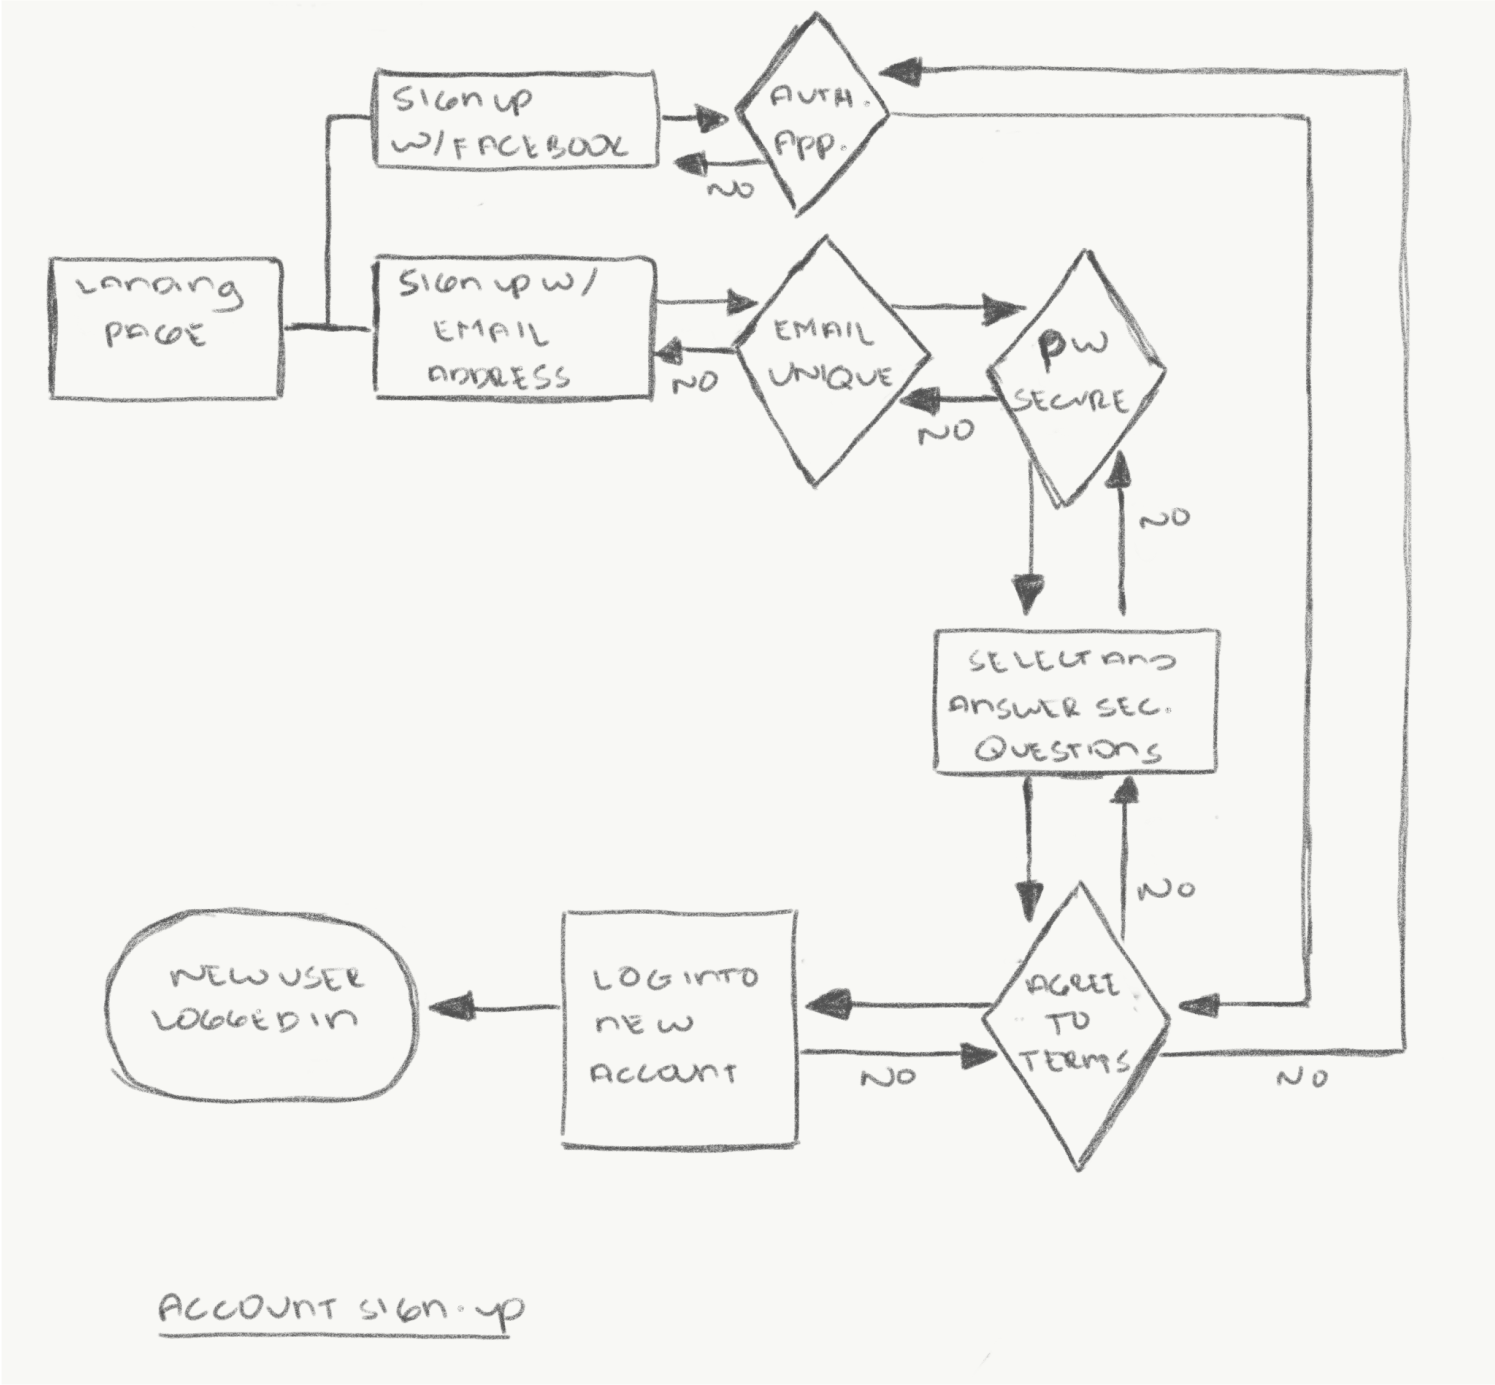 SIGN UP
W/FACEBOOK
AUTH.
APP.
NO
LANDING
PAGE
SIGN UP W/
EMAIL
ADDRESS
NO
EMAIL
UNIQUE
NO
PW
SECURE
NO
SELECT AND
ANSWER SEC.
QUESTIONS
NO
NEW USER
LOGGED IN
LOG INTO
NEW
ACCOUNT
NO
AGREE
TO
TERMS
NO
ACCOUNT SIGN-UP